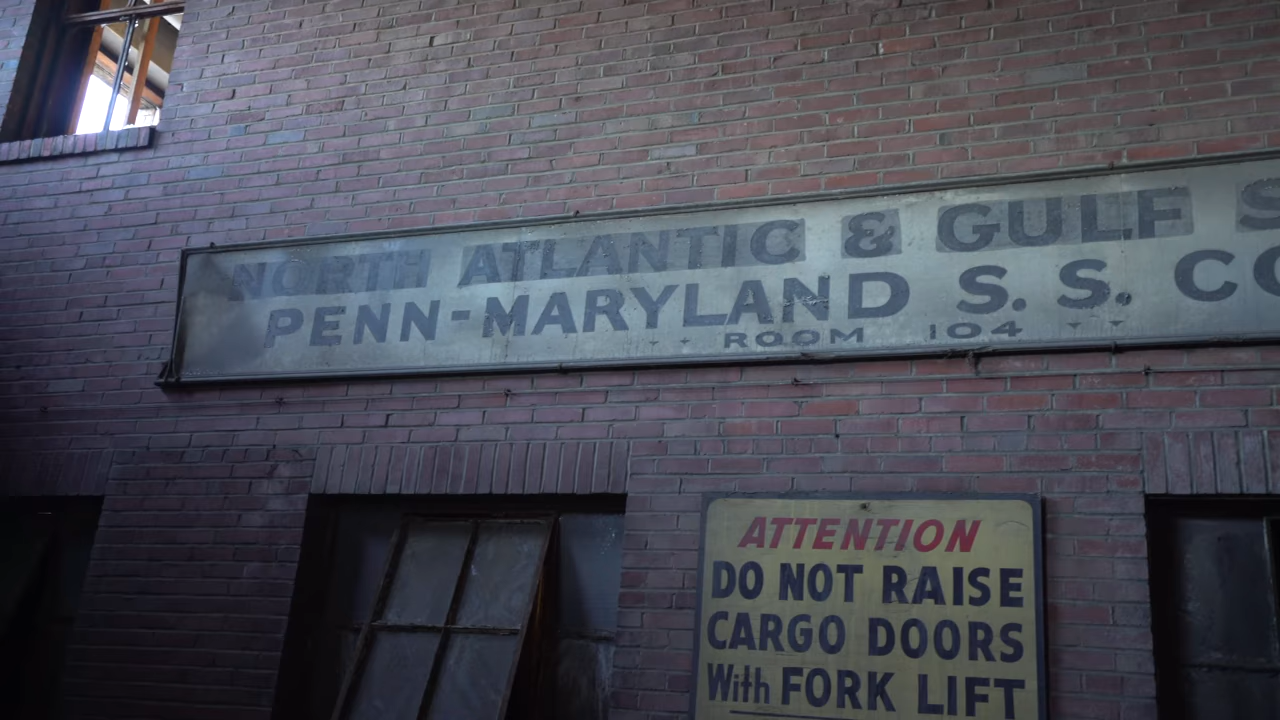 NORTH ATLANTIC & GULF S
PENN-MARYLAND S. S. CO
ROOM 104
ATTENTION
DO NOT RAISE
CARGO DOORS
With FORK LIFT